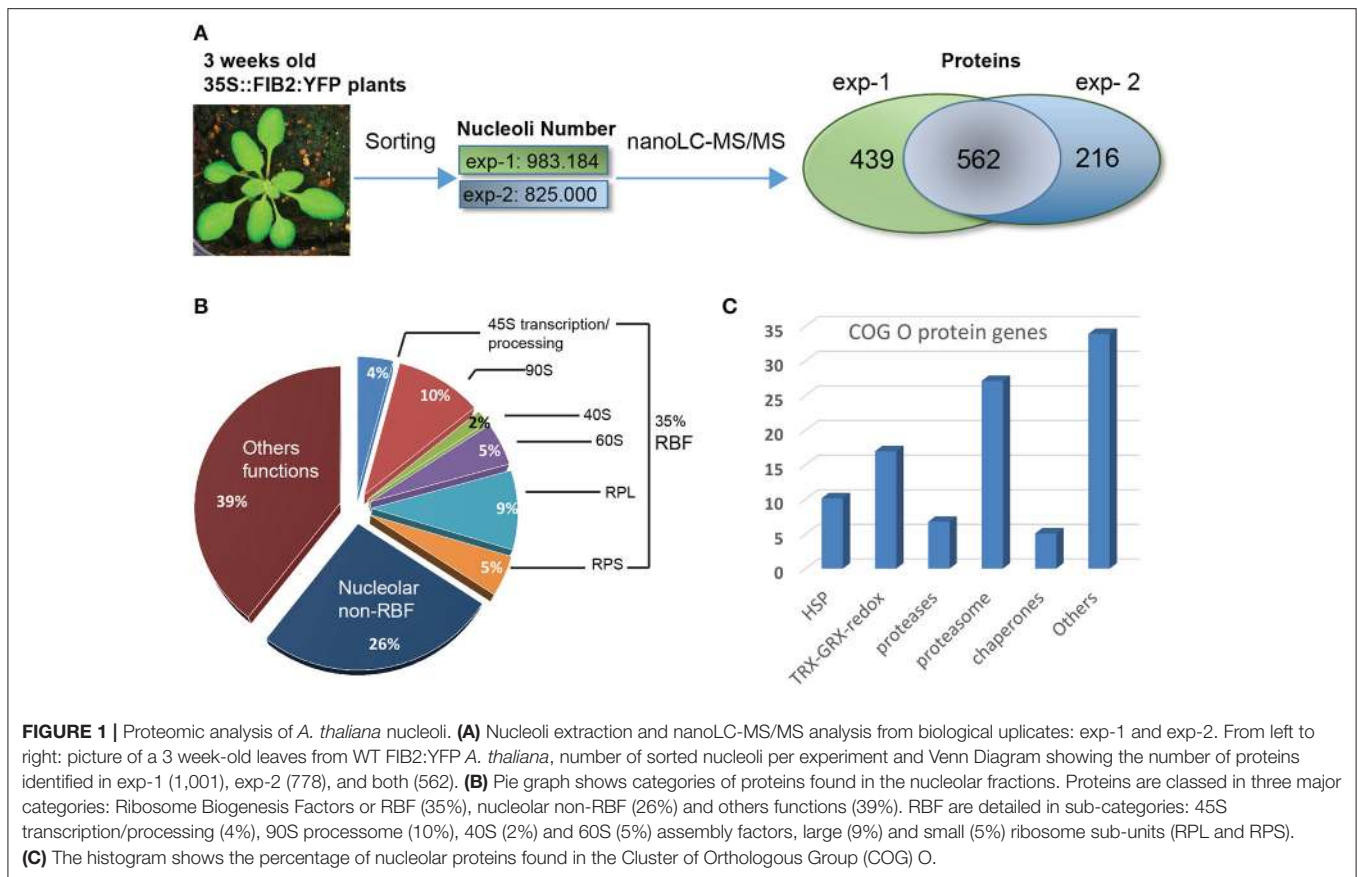 A
3 weeks old
35S::FIB2:YFP plants
Sorting
Nucleoli Number
exp-1: 983.184
exp-2: 825.000
nanoLC-MS/MS
Proteins
exp-1
exp- 2
439
562
216
B
45S transcription/
processing
90S
40S
60S
RPL
RPS
35%
RBF
4%
10%
2%
5%
9%
5%
Nucleolar
non-RBF
26%
Others
functions
39%
C
COG O protein genes
35
30
25
20
15
10
5
0
HSP
TRX-GRX-redox
proteases
proteasome
chaperones
Others
FIGURE 1 | Proteomic analysis of A. thaliana nucleoli. (A) Nucleoli extraction and nanoLC-MS/MS analysis from biological uplicates: exp-1 and exp-2. From left to
right: picture of a 3 week-old leaves from WT FIB2:YFP A. thaliana, number of sorted nucleoli per experiment and Venn Diagram showing the number of proteins
identified in exp-1 (1,001), exp-2 (778), and both (562). (B) Pie graph shows categories of proteins found in the nucleolar fractions. Proteins are classed in three major
categories: Ribosome Biogenesis Factors or RBF (35%), nucleolar non-RBF (26%) and others functions (39%). RBF are detailed in sub-categories: 45S
transcription/processing (4%), 90S processome (10%), 40S (2%) and 60S (5%) assembly factors, large (9%) and small (5%) ribosome sub-units (RPL and RPS).
(C) The histogram shows the percentage of nucleolar proteins found in the Cluster of Orthologous Group (COG) O.